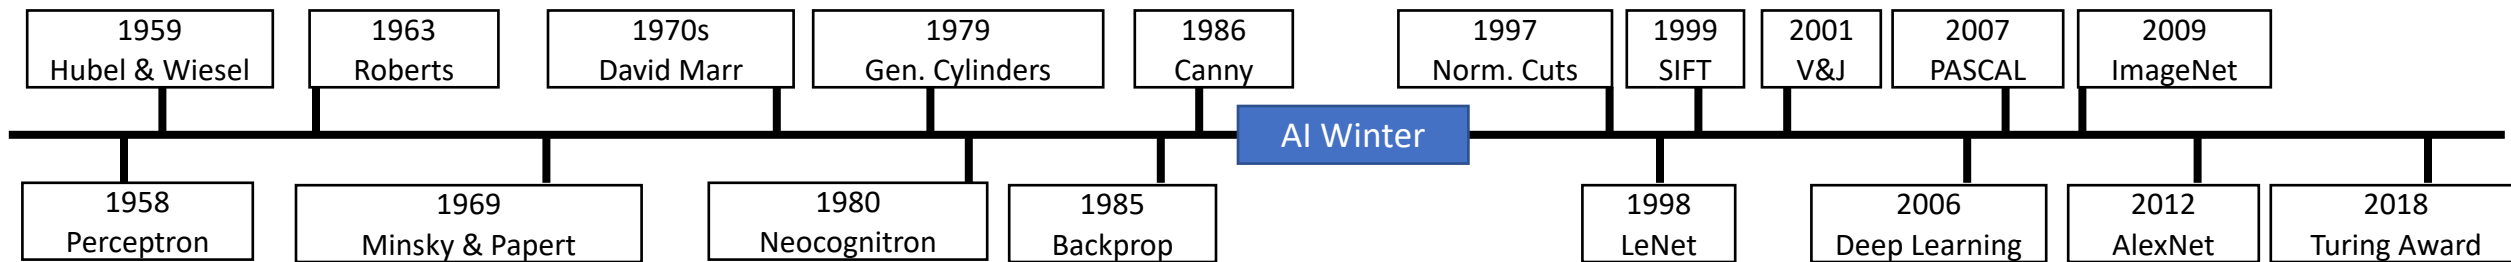 1959
Hubel & Wiesel
1963
Roberts
1970s
David Marr
1979
Gen. Cylinders
1986
Canny
1997
Norm. Cuts
1999
SIFT
2001
V&J
2007
PASCAL
2009
ImageNet
AI Winter
1958
Perceptron
1969
Minsky & Papert
1980
Neocognitron
1985
Backprop
1998
LeNet
2006
Deep Learning
2012
AlexNet
2018
Turing Award